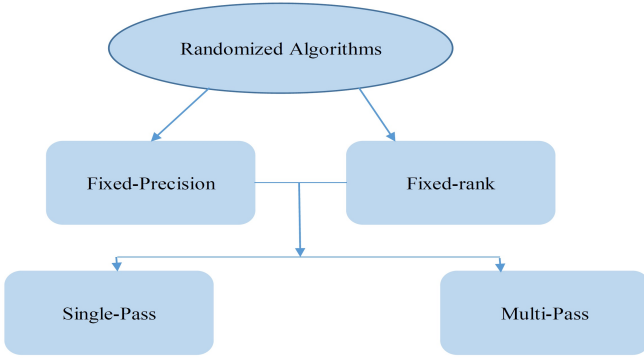 Randomized Algorithms
Fixed-Precision
Fixed-rank
Single-Pass
Multi-Pass